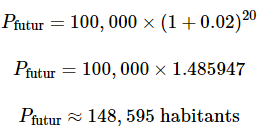 P_futur = 100,000 × (1 + 0.02)^20
P_futur = 100,000 × 1.485947
P_futur ≈ 148,595 habitants